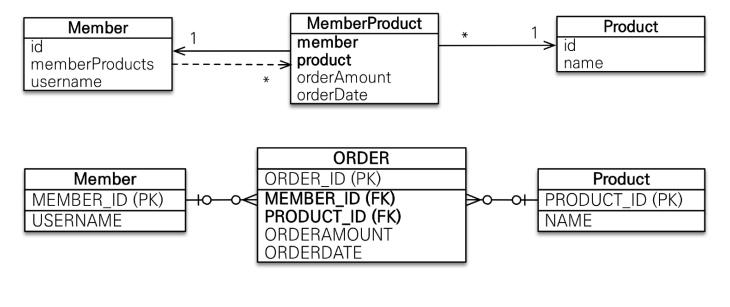 Member
id
memberProducts
username
1
*
MemberProduct
member
product
orderAmount
orderDate
*
1
Product
id
name
Member
MEMBER_ID (PK)
USERNAME
ORDER
ORDER_ID (PK)
MEMBER_ID (FK)
PRODUCT_ID (FK)
ORDERAMOUNT
ORDERDATE
Product
PRODUCT_ID (PK)
NAME